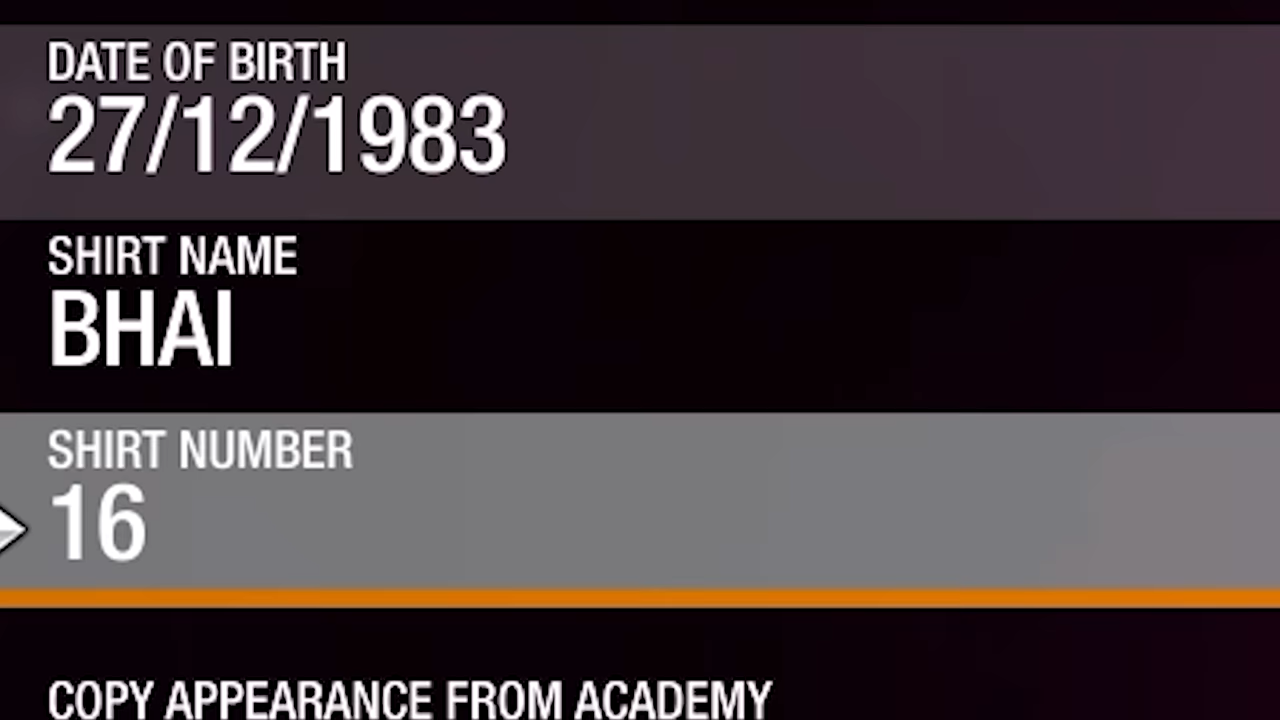 DATE OF BIRTH
27/12/1983
SHIRT NAME
BHAI
SHIRT NUMBER
16
COPY APPEARANCE FROM ACADEMY